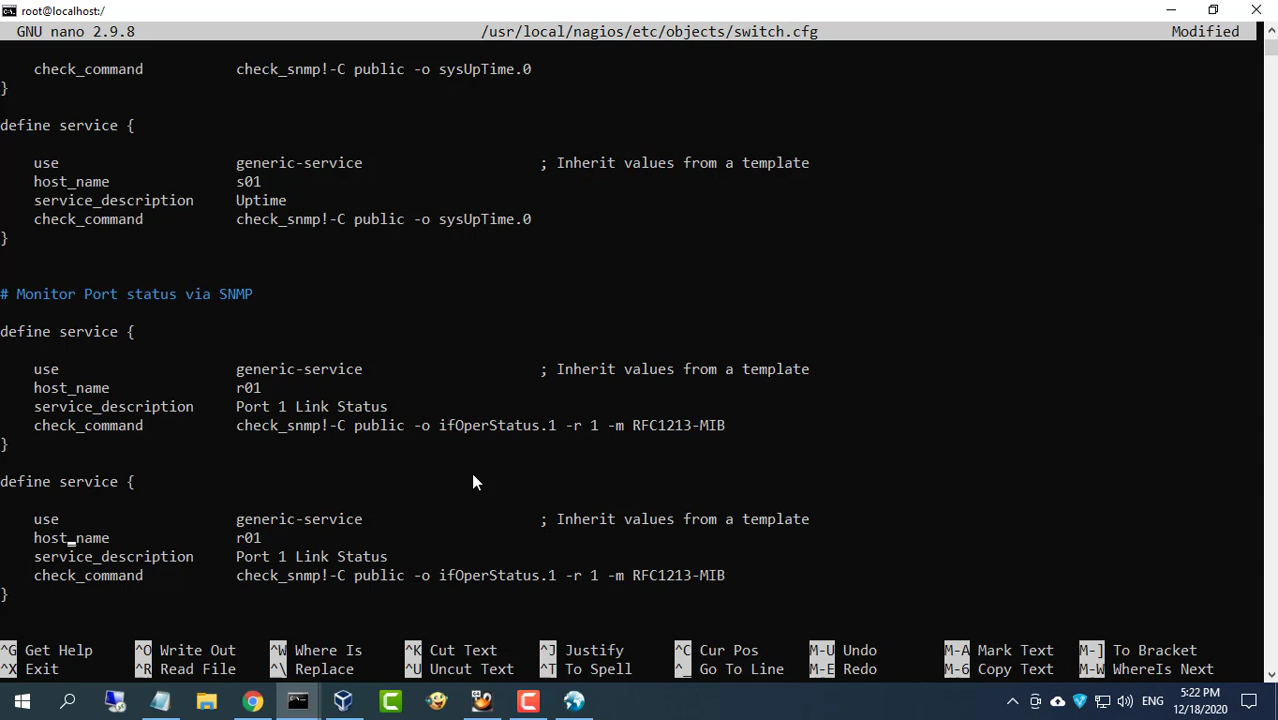 root@localhost:/
GNU nano 2.9.8 /usr/local/nagios/etc/objects/switch.cfg Modified
check_command check_snmp!-C public -o sysUpTime.0
}
define service {
use generic-service ; Inherit values from a template
host_name s01
service_description Uptime
check_command check_snmp!-C public -o sysUpTime.0
}
# Monitor Port status via SNMP
define service {
use generic-service ; Inherit values from a template
host_name r01
service_description Port 1 Link Status
check_command check_snmp!-C public -o ifOperStatus.1 -r 1 -m RFC1213-MIB
}
define service {
use generic-service ; Inherit values from a template
host_name r01
service_description Port 1 Link Status
check_command check_snmp!-C public -o ifOperStatus.1 -r 1 -m RFC1213-MIB
}
^G Get Help ^O Write Out ^W Where Is ^K Cut Text ^J Justify ^C Cur Pos M-U Undo M-A Mark Text M-] To Bracket
^X Exit ^R Read File ^\ Replace ^U Uncut Text ^T To Spell ^_ Go To Line M-E Redo M-6 Copy Text M-W WhereIs Next
ENG
5:22 PM
12/18/2020